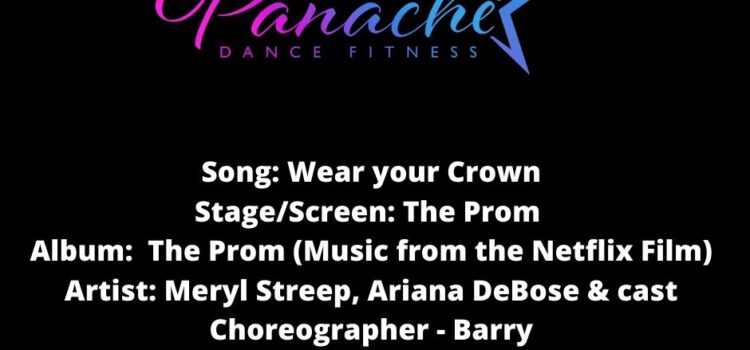 Panache
DANCE FITNESS
Song: Wear your Crown
Stage/Screen: The Prom
Album: The Prom (Music from the Netflix Film)
Artist: Meryl Streep, Ariana DeBose & cast
Choreographer - Barry